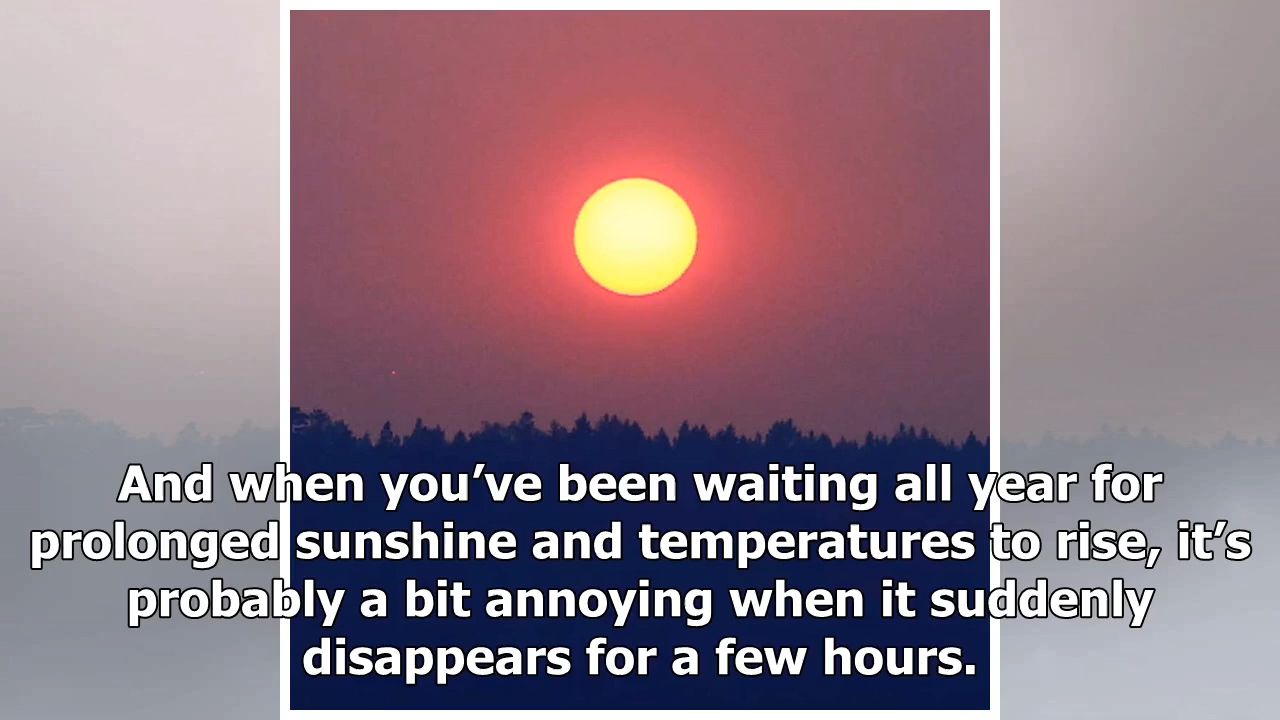 And when you’ve been waiting all year for
prolonged sunshine and temperatures to rise, it’s
probably a bit annoying when it suddenly
disappears for a few hours.